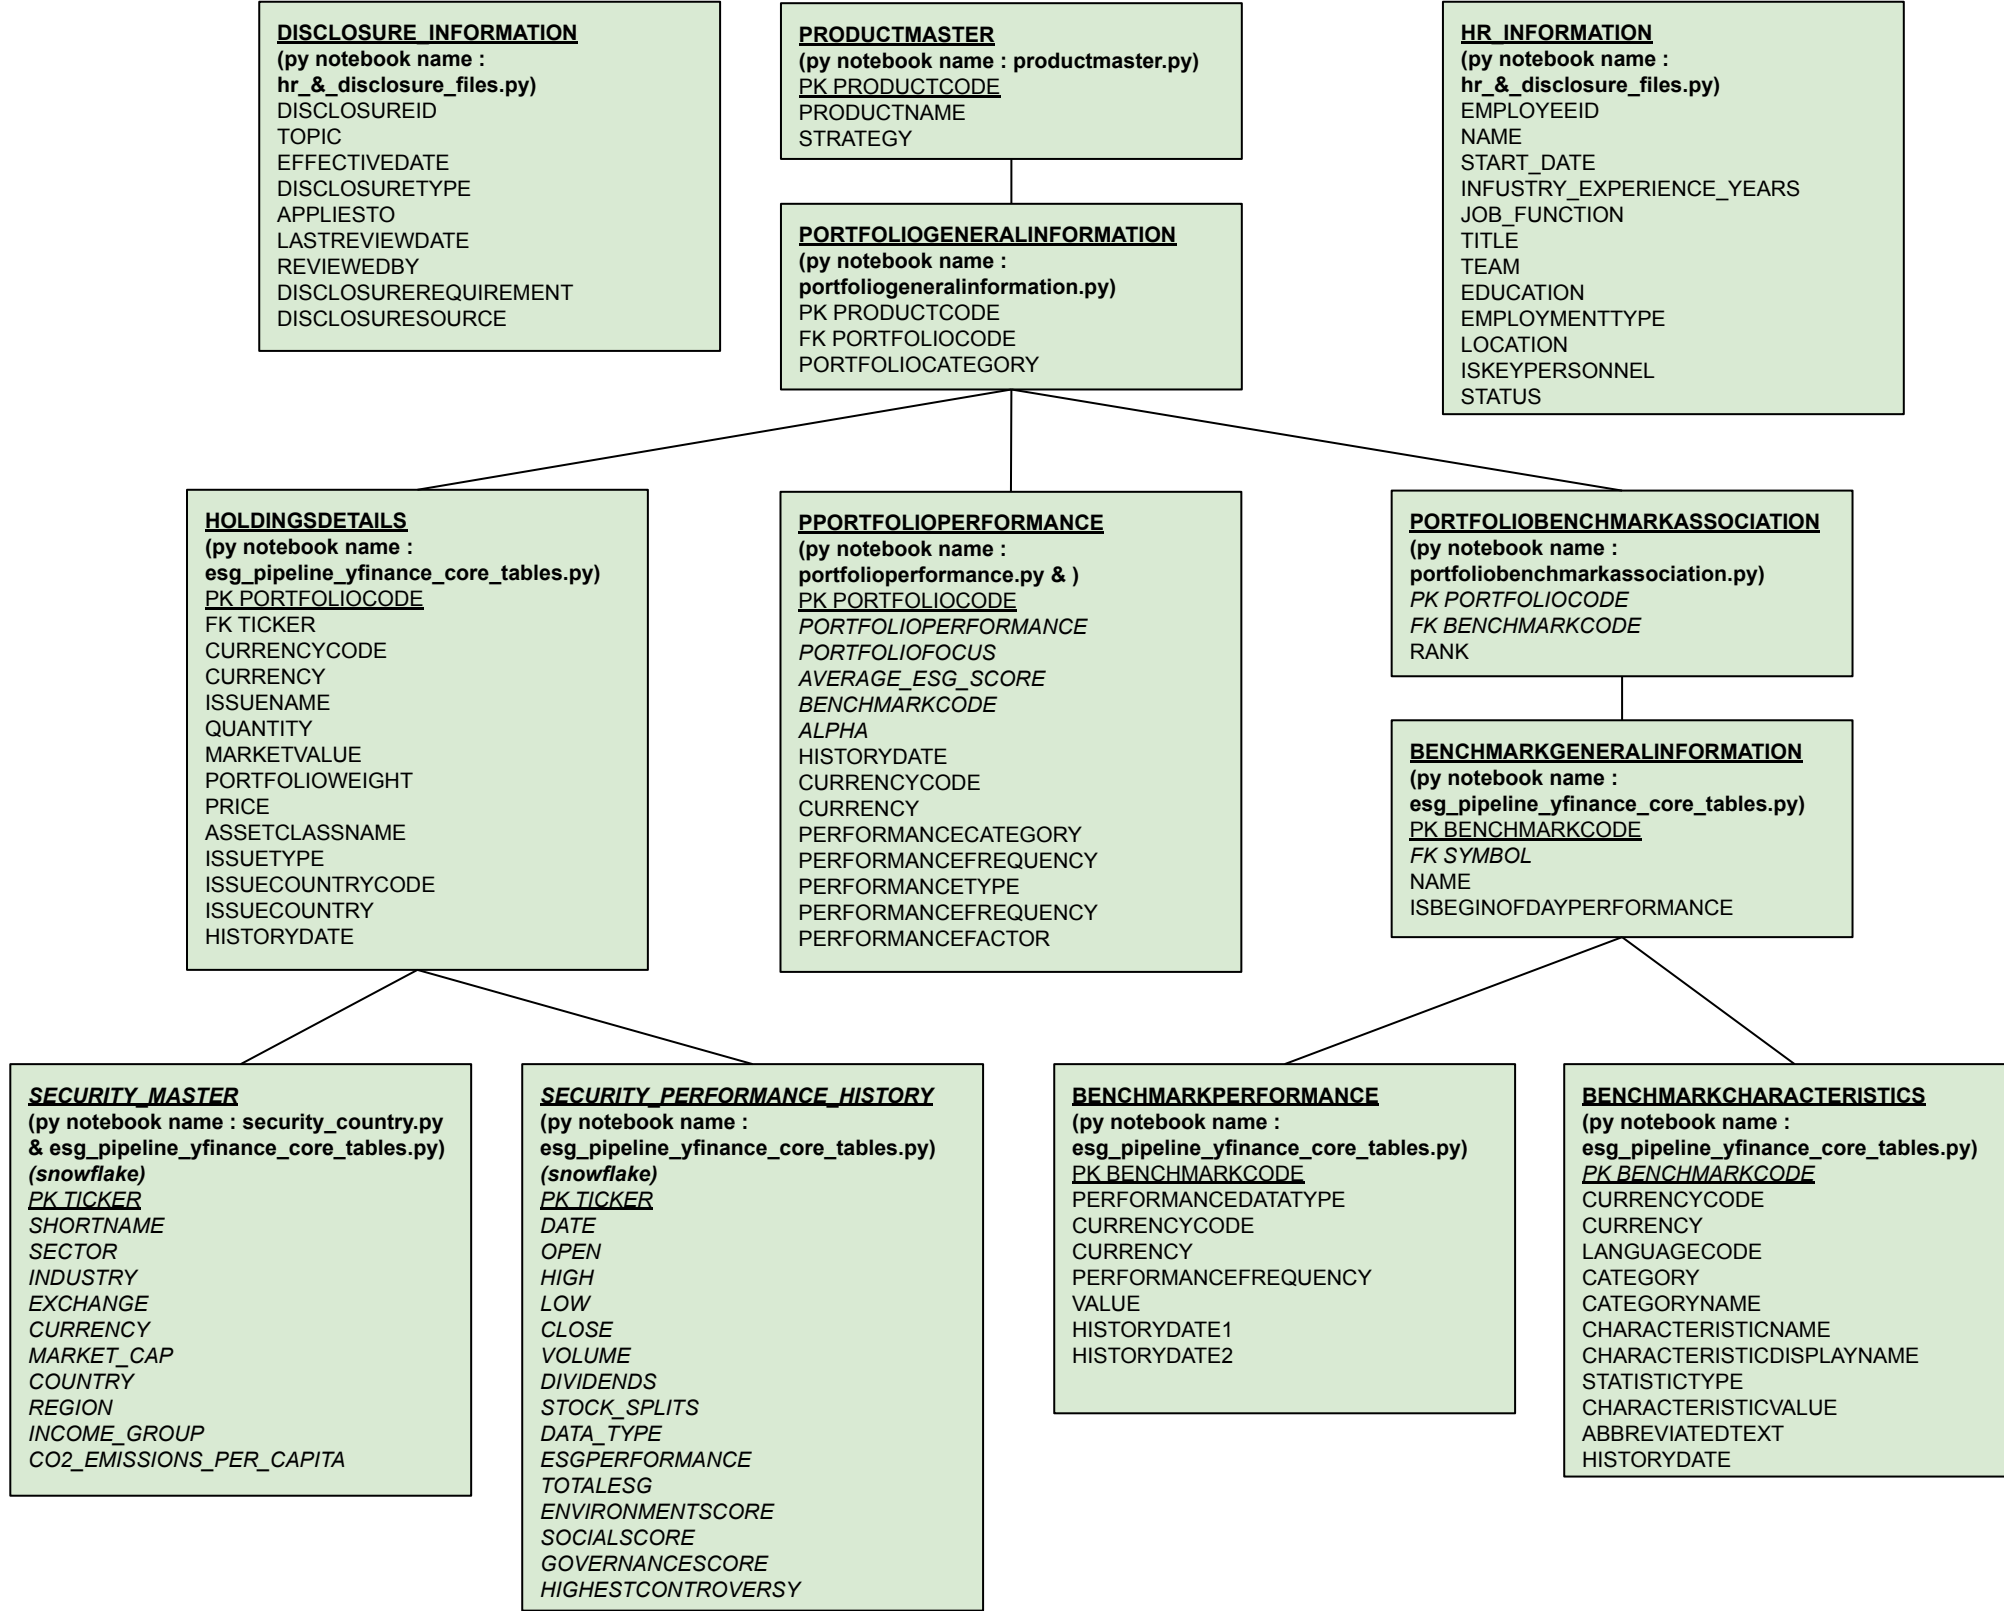 DISCLOSURE_INFORMATION
(py notebook name :
hr_&_disclosure_files.py)
DISCLOSUREID
TOPIC
EFFECTIVEDATE
DISCLOSURETYPE
APPLIESTO
LASTREVIEWDATE
REVIEWEDBY
DISCLOSUREREQUIREMENT
DISCLOSURESOURCE
PRODUCTMASTER
(py notebook name : productmaster.py)
PK PRODUCTCODE
PRODUCTNAME
STRATEGY
HR_INFORMATION
(py notebook name :
hr_&_disclosure_files.py)
EMPLOYEEID
NAME
START_DATE
INFUSTRY_EXPERIENCE_YEARS
JOB_FUNCTION
TITLE
TEAM
EDUCATION
EMPLOYMENTTYPE
LOCATION
ISKEYPERSONNEL
STATUS
PORTFOLIOGENERALINFORMATION
(py notebook name :
portfoliogeneralinformation.py)
PK PRODUCTCODE
FK PORTFOLIOCODE
PORTFOLIOCATEGORY
HOLDINGSDETAILS
(py notebook name :
esg_pipeline_yfinance_core_tables.py)
PK PORTFOLIOCODE
FK TICKER
CURRENCYCODE
CURRENCY
ISSUENAME
QUANTITY
MARKETVALUE
PORTFOLIOWEIGHT
PRICE
ASSETCLASSNAME
ISSUETYPE
ISSUECOUNTRYCODE
ISSUECOUNTRY
HISTORYDATE
PPORTFOLIOPERFORMANCE
(py notebook name :
portfolioperformance.py & )
PK PORTFOLIOCODE
PORTFOLIOPERFORMANCE
PORTFOLIOFOCUS
AVERAGE_ESG_SCORE
BENCHMARKCODE
ALPHA
HISTORYDATE
CURRENCYCODE
CURRENCY
PERFORMANCECATEGORY
PERFORMANCEFREQUENCY
PERFORMANCETYPE
PERFORMANCEFREQUENCY
PERFORMANCEFACTOR
PORTFOLIOBENCHMARKASSOCIATION
(py notebook name :
portfoliobenchmarkassociation.py)
PK PORTFOLIOCODE
FK BENCHMARKCODE
RANK
BENCHMARKGENERALINFORMATION
(py notebook name :
esg_pipeline_yfinance_core_tables.py)
PK BENCHMARKCODE
FK SYMBOL
NAME
ISBEGINOFDAYPERFORMANCE
SECURITY_MASTER
(py notebook name : security_country.py
& esg_pipeline_yfinance_core_tables.py)
(snowflake)
PK TICKER
SHORTNAME
SECTOR
INDUSTRY
EXCHANGE
CURRENCY
MARKET_CAP
COUNTRY
REGION
INCOME_GROUP
CO2_EMISSIONS_PER_CAPITA
SECURITY_PERFORMANCE_HISTORY
(py notebook name :
esg_pipeline_yfinance_core_tables.py)
(snowflake)
PK TICKER
DATE
OPEN
HIGH
LOW
CLOSE
VOLUME
DIVIDENDS
STOCK_SPLITS
DATA_TYPE
ESGPERFORMANCE
TOTALESG
ENVIRONMENTSCORE
SOCIALSCORE
GOVERNANCESCORE
HIGHESTCONTROVERSY
BENCHMARKPERFORMANCE
(py notebook name :
esg_pipeline_yfinance_core_tables.py)
PK BENCHMARKCODE
PERFORMANCEDATATYPE
CURRENCYCODE
CURRENCY
PERFORMANCEFREQUENCY
VALUE
HISTORYDATE1
HISTORYDATE2
BENCHMARKCHARACTERISTICS
(py notebook name :
esg_pipeline_yfinance_core_tables.py)
PK BENCHMARKCODE
CURRENCYCODE
CURRENCY
LANGUAGECODE
CATEGORY
CATEGORYNAME
CHARACTERISTICNAME
CHARACTERISTICDISPLAYNAME
STATISTICTYPE
CHARACTERISTICVALUE
ABBREVIATEDTEXT
HISTORYDATE